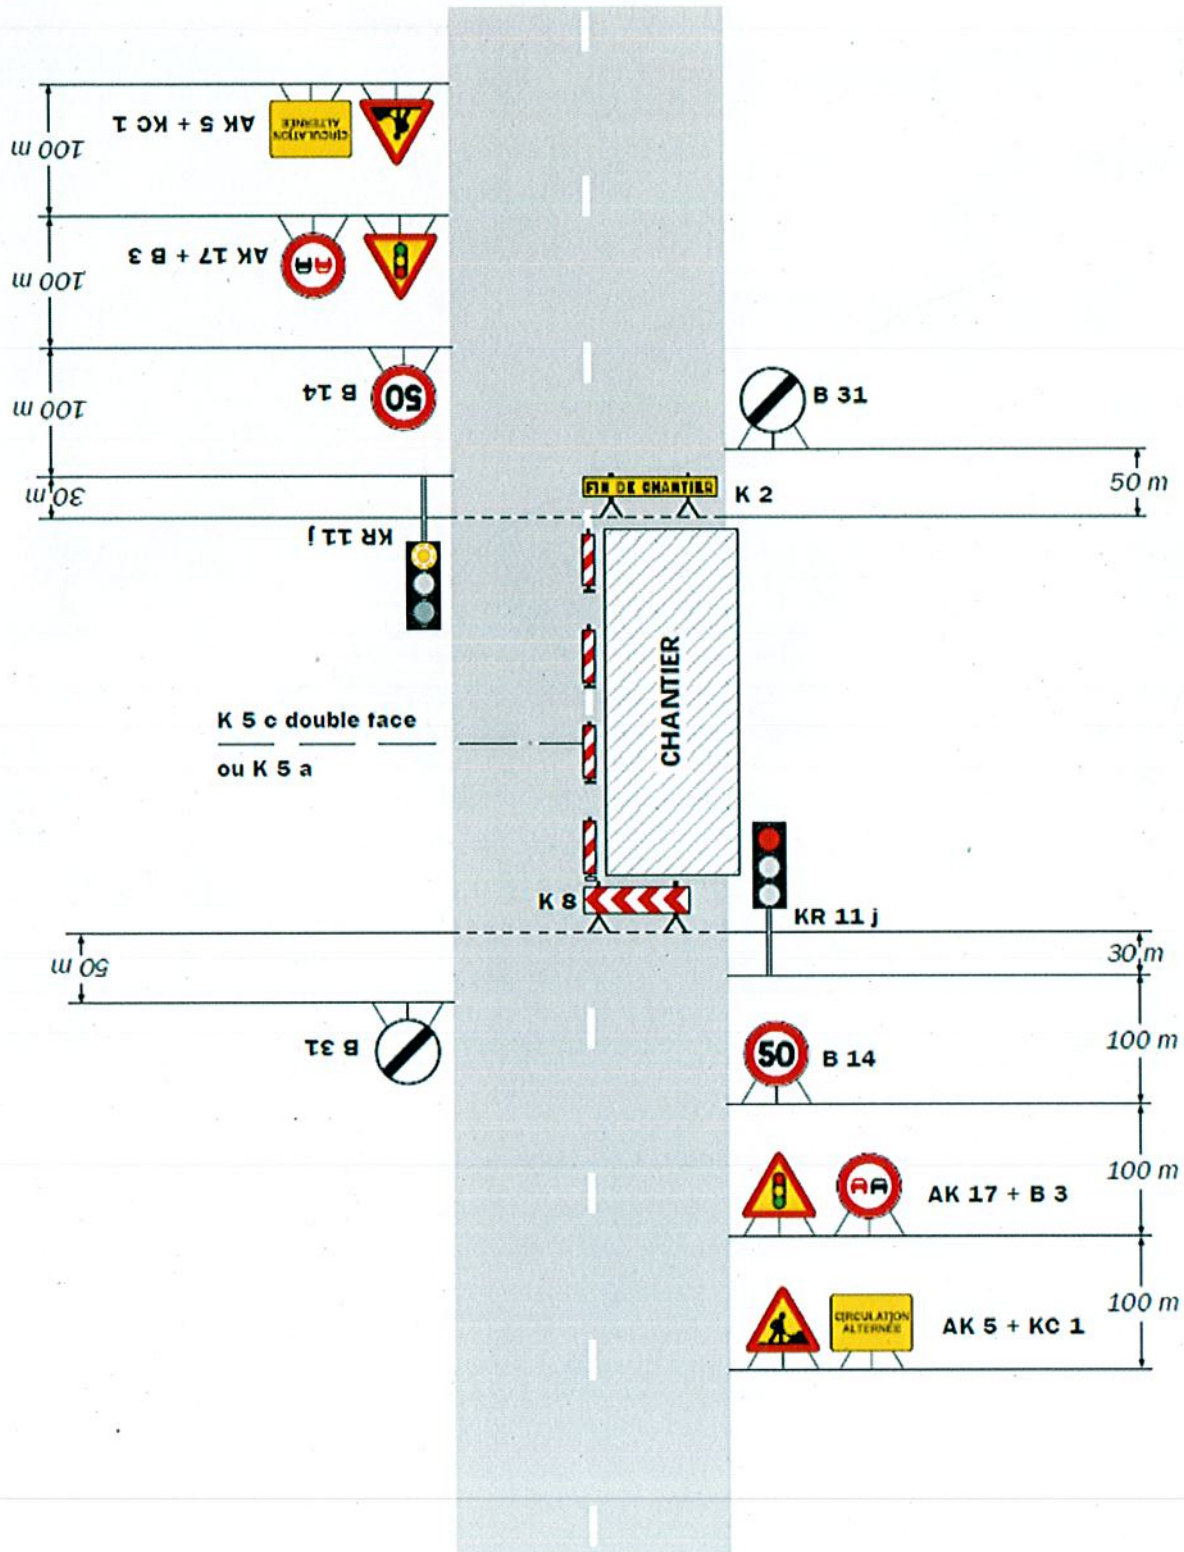 AK 5 + KC 1
CIRCULATION
ALTERNÉE
100 m
AK 17 + B 3
100 m
B 14
50
100 m
B 31
50 m
30 m
FIN DE CHANTIER
K 2
KR 11 j
CHANTIER
K 5 c double face
ou K 5 a
K 8
KR 11 j
30 m
50 m
B 31
50
B 14
100 m
AK 17 + B 3
100 m
CIRCULATION
ALTERNÉE
AK 5 + KC 1
100 m